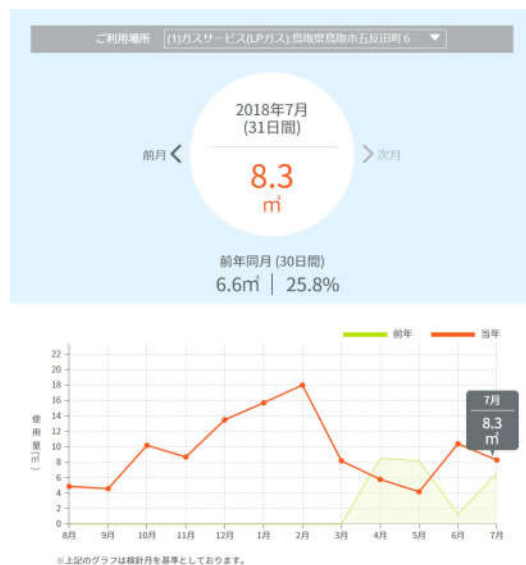 ご利用場所 (1)ガスサービス(LPガス):鳥取県鳥取市五反田町6
2018年7月
(31日間)
前月
次月
8.3
㎥
前年同月 (30日間)
6.6㎥ | 25.8%
前年 当年
使用量(㎥)
22
20
18
16
14
12
10
8
6
4
2
0
7月
8.3
㎥
8月 9月 10月 11月 12月 1月 2月 3月 4月 5月 6月 7月
※上記のグラフは検針月を基準としております。